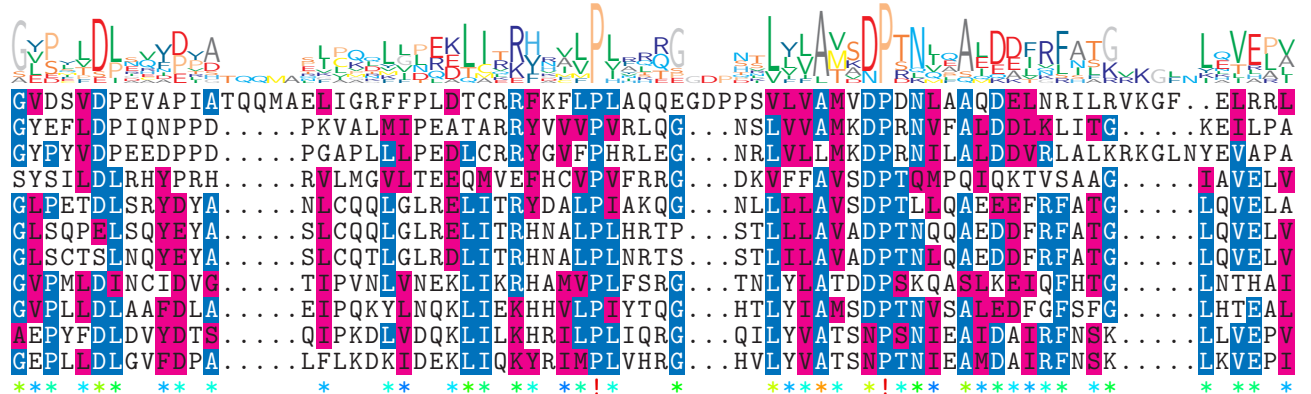 GVDSVDPEVAPIATQQMAELIGRFFPLDTCRRFKFLPLAQQEGDPPSVLVAMVDPDNLAAQDELNRILRVKGF..ELRRL
GYEFLDPIQNPPD.....PKVALMIPEATARRYVVVPVRLQG...NSLVVAMKDPRNVFALDDLKLITG.....KEILPA
GYPYVDPEEDPPD.....PGAPLLLPEDLCRRYGVFPHRLEG...NRLVLLMKDPRNILALDDVRLALKRKGLNYEVAPA
SYSILDLRHYPRH.....RVLMGVLTEEQMVEFHCVPVFRRG...DKVFFAVSDPTQMPQIQKTVSAAG.....IAVELV
GLPETDLSRYDYA.....NLCQQLGLRELITRYDALPIAKQG...NLLLLAVSDPTLLQAEEEFRFATG.....LQVELA
GLSQPELSQYEYA.....SLCQQLGLRELITRHNALPLHRTP...STLLLAVADPTNQQAEDDFRFATG.....LQVELV
GLSCTSLNQYEYA.....SLCQTLGLRDLITRHNALPLNRTS...STLILAVADPTNLQAEDDFRFATG.....LQVELV
GVPMLDINCIDVG.....TIPVNLVNEKLIKRHAMVPLFSRG...TNLYLATDDPSKQASLKEIQFHTG.....LNTHAI
GVPLLDLAAFDLA.....EIPQKYLNQKLIEKHHVLPIYTQG...HTLYIAMSDPTNVSALEDFGFSFG.....LHTEAL
AEPYFDLDVYDTS.....QIPKDLVDQKLILKHRILPLIQRG...QILYVATSNPSNIEAIDAIRFNSK.....LLVEPV
GEPLLDLGVFDPA.....LFLKDKIDEKLIQKYRIMPLVHRG...HVLYVATSNPTNIEAMDAIRFNSK.....LKVEPI
*** ***  ** *      *   **  *** ** **!*   *     ***** *!*** ******* **     * ** *